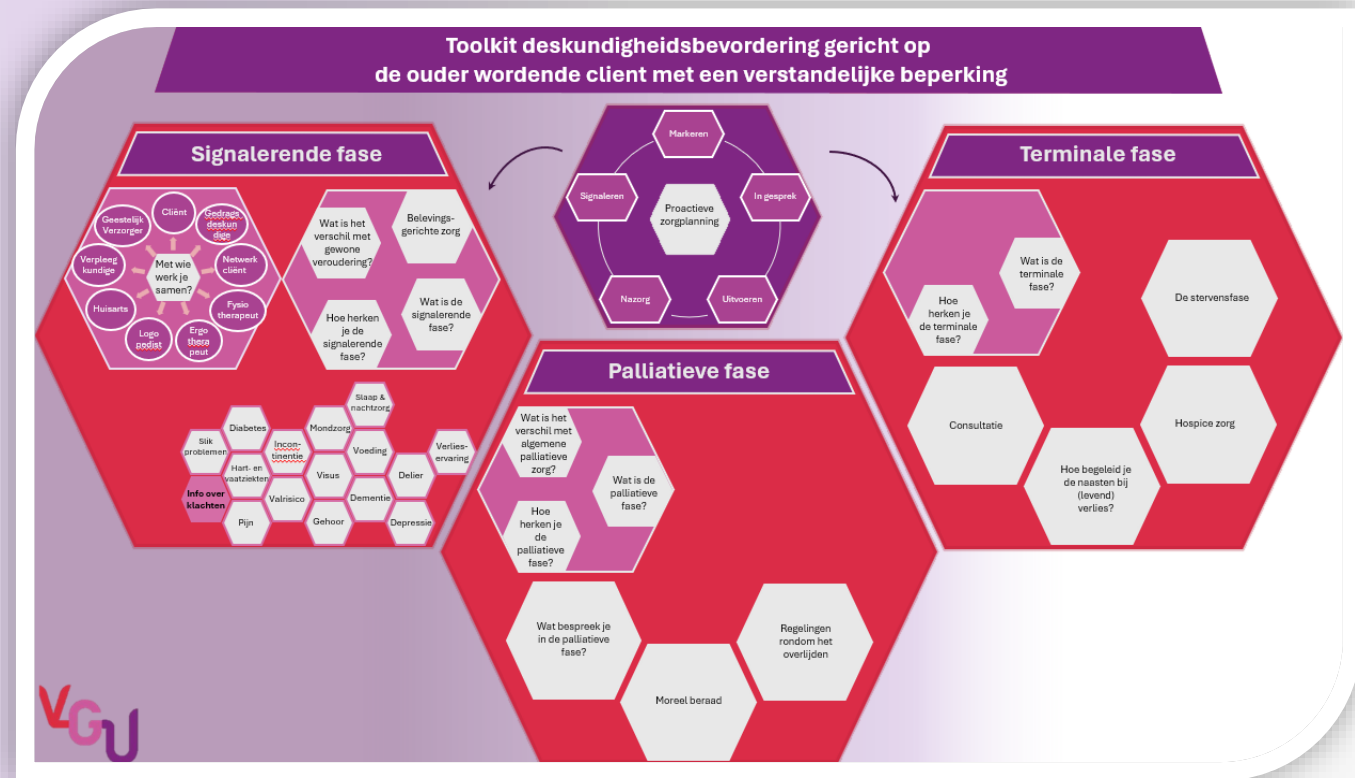 Toolkit deskundigheidsbevordering gericht op
de ouder wordende client met een verstandelijke beperking
Signalerende fase
Cliënt
Gedrags
deskun
dige
Netwerk
cliënt
Fysio
therapeut
Ergo
thera
peut
Logo
pedist
Huisarts
Verpleeg
kundige
Geestelijk
Verzorger
Met wie
werk je
samen?
Wat is het
verschil met
gewone
veroudering?
Belevings-
gerichte zorg
Hoe herken
je de
signalerende
fase?
Wat is de
signalerende
fase?
Slaap &
nachtzorg
Diabetes
Mondzorg
Slik
problemen
Incon-
tinentie
Voeding
Verlies-
ervaring
Hart- en
vaatziekten
Visus
Delier
Info over
klachten
Valrisico
Dementie
Pijn
Gehoor
Depressie
Markeren
Signaleren
In gesprek
Proactieve
zorgplanning
Nazorg
Uitvoeren
Palliatieve fase
Wat is het
verschil met
algemene
palliatieve
zorg?
Wat is de
palliatieve
fase?
Hoe
herken je
de
palliatieve
fase?
Wat bespreek je
in de palliatieve
fase?
Moreel beraad
Regelingen
rondom het
overlijden
Terminale fase
Wat is de
terminale
fase?
Hoe
herken je
de terminale
fase?
De stervensfase
Consultatie
Hospice zorg
Hoe begeleid je
de naasten bij
(levend)
verlies?
VGU